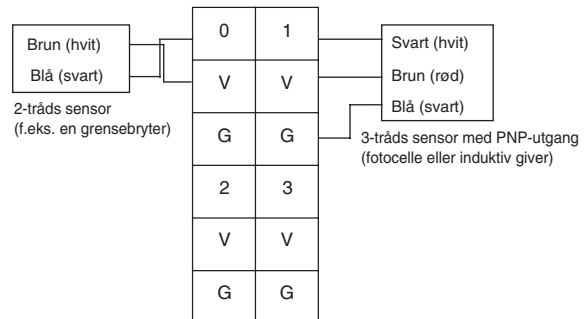 Brun (hvit)
Blå (svart)
2-tråds sensor
(f.eks. en grensebryter)
0 1
V V
G G
2 3
V V
G G
Svart (hvit)
Brun (rød)
Blå (svart)
3-tråds sensor med PNP-utgang
(fotocelle eller induktiv giver)